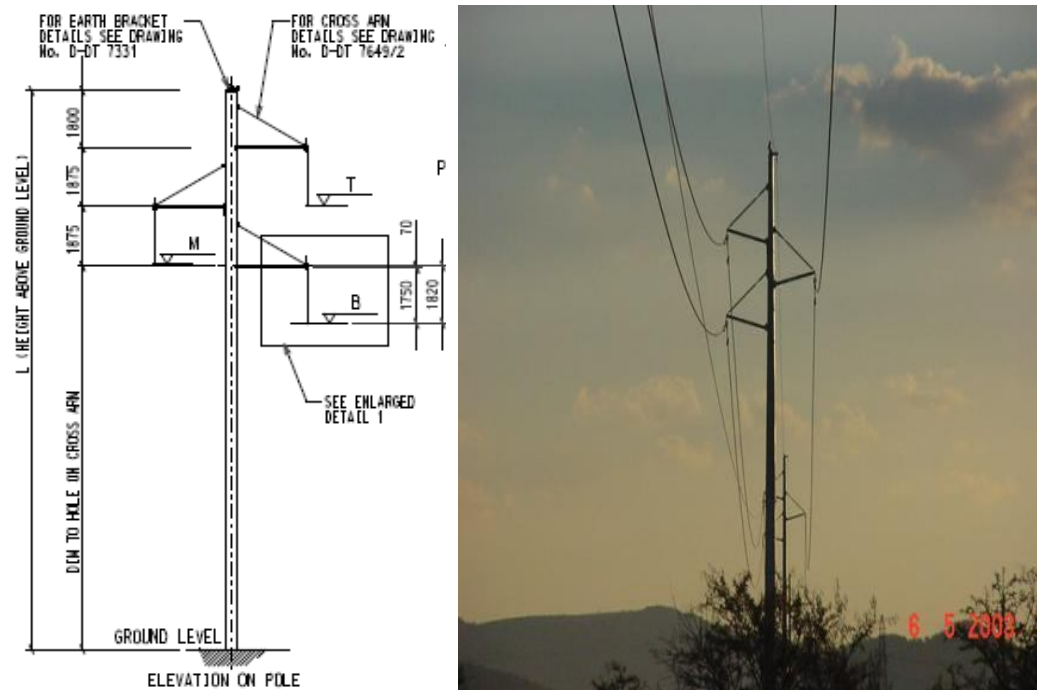 FOR EARTH BRACKET
DETAILS SEE DRAWING
No. D-DT 7331
FOR CROSS ARM
DETAILS SEE DRAWING
No. D-DT 7649/2
1800
1875
1875
L (HEIGHT ABOVE GROUND LEVEL)
DIM TO HOLE ON CROSS ARM
T
M
B
P
70
1750
1820
SEE ENLARGED
DETAIL 1
GROUND LEVEL
ELEVATION ON POLE
6 5 2003